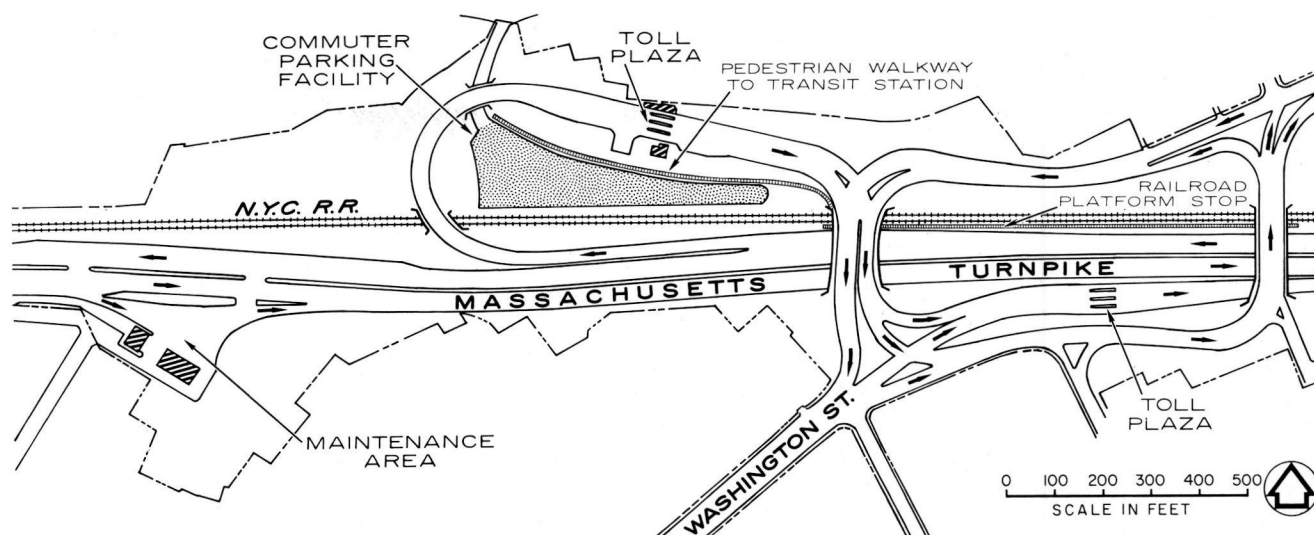 COMMUTER
PARKING
FACILITY
TOLL
PLAZA
PEDESTRIAN WALKWAY
TO TRANSIT STATION
N.Y.C. R.R.
RAILROAD
PLATFORM STOP
MASSACHUSETTS
TURNPIKE
MAINTENANCE
AREA
WASHINGTON ST.
TOLL
PLAZA
0 100 200 300 400 500
SCALE IN FEET